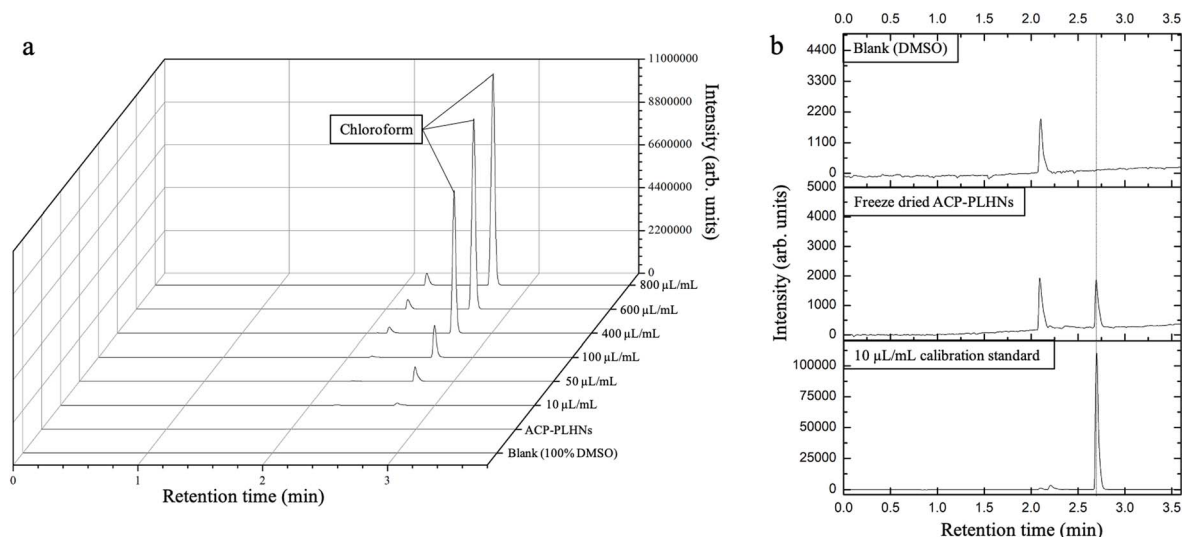 a
11000000
8800000
6600000
4400000
2200000
0
Intensity (arb. units)
Chloroform
800 µL/mL
600 µL/mL
400 µL/mL
100 µL/mL
50 µL/mL
10 µL/mL
ACP-PLHNs
Blank (100% DMSO)
0 1 2 3
Retention time (min)
b
0.0 0.5 1.0 1.5 2.0 2.5 3.0 3.5
Blank (DMSO)
4400
3300
2200
1100
0
5000
Freeze dried ACP-PLHNs
4000
3000
2000
1000
0
Intensity (arb. units)
10 µL/mL calibration standard
100000
75000
50000
25000
0
0.0 0.5 1.0 1.5 2.0 2.5 3.0 3.5
Retention time (min)